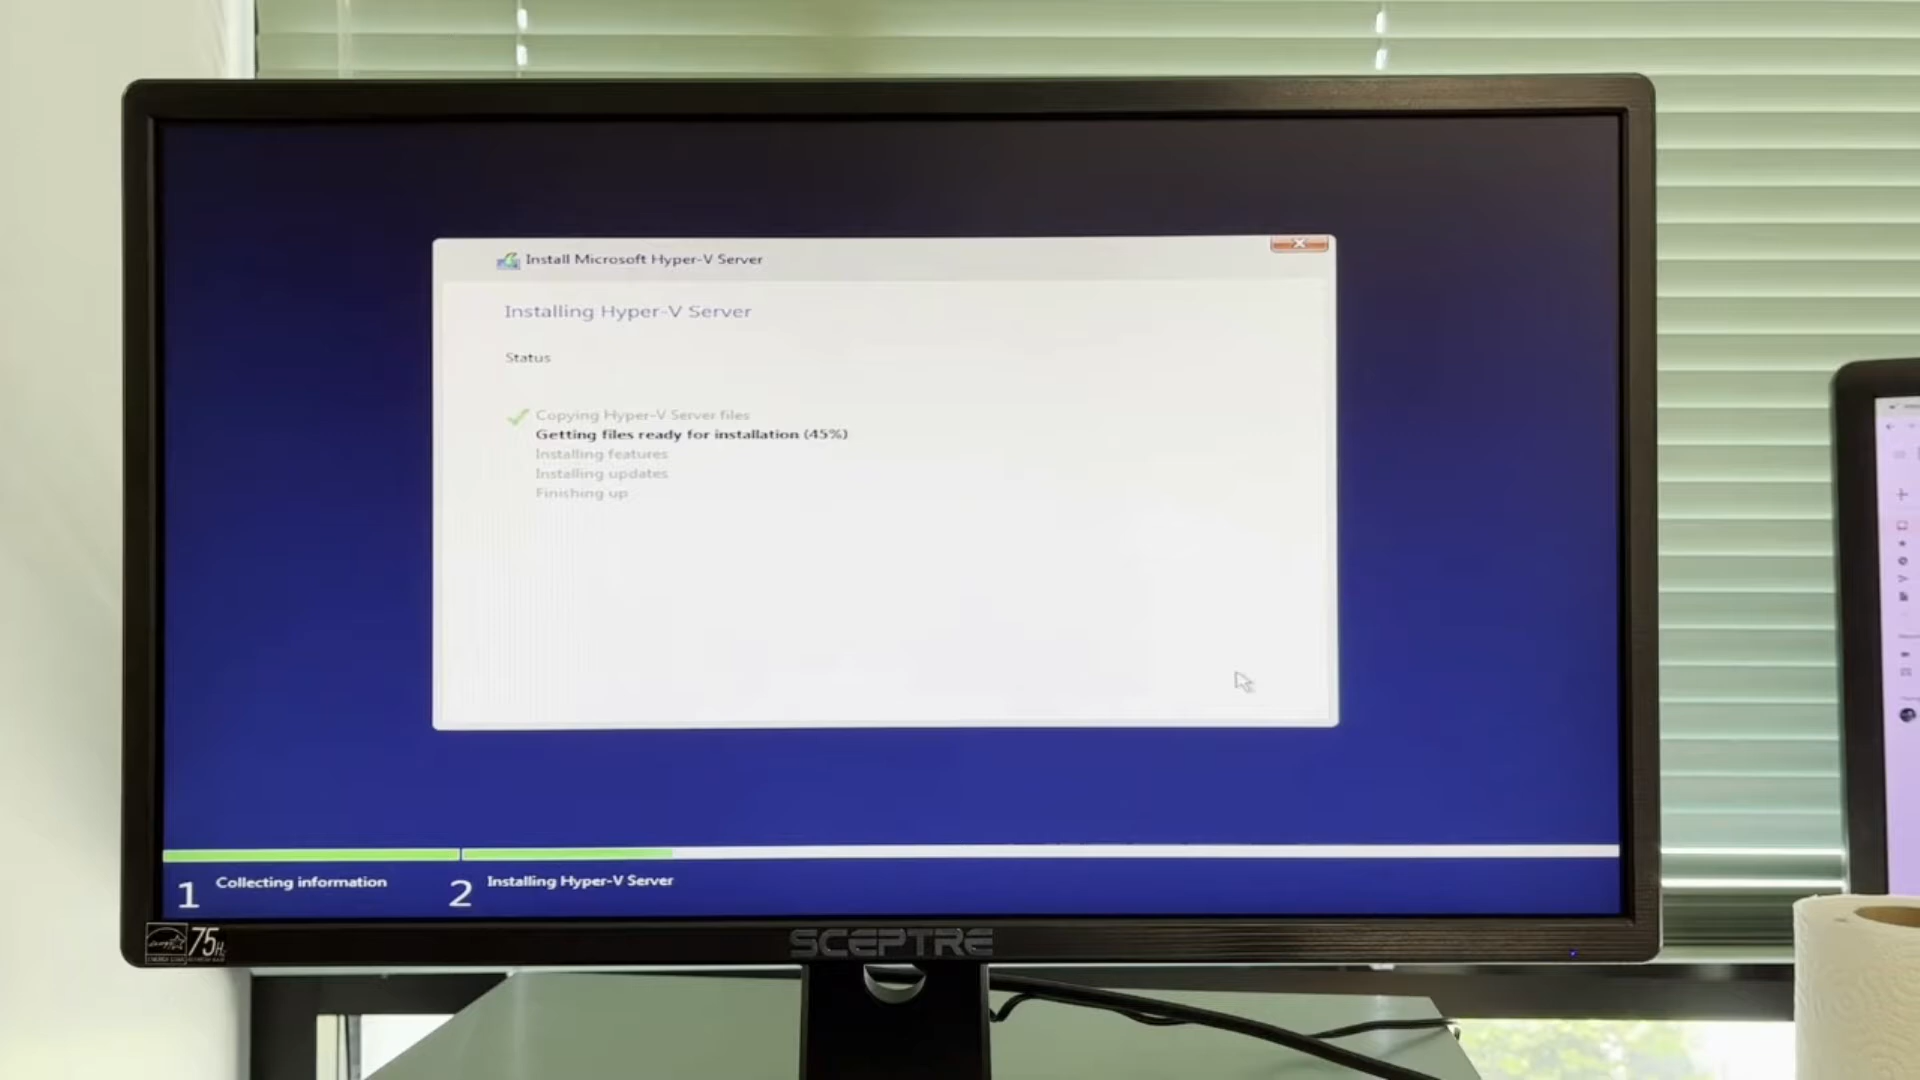 Install Microsoft Hyper-V Server
Installing Hyper-V Server
Status
Copying Hyper-V Server files
Getting files ready for installation (45%)
Installing features
Installing updates
Finishing up
1 Collecting information
2 Installing Hyper-V Server
75Hz
SCEPTRE